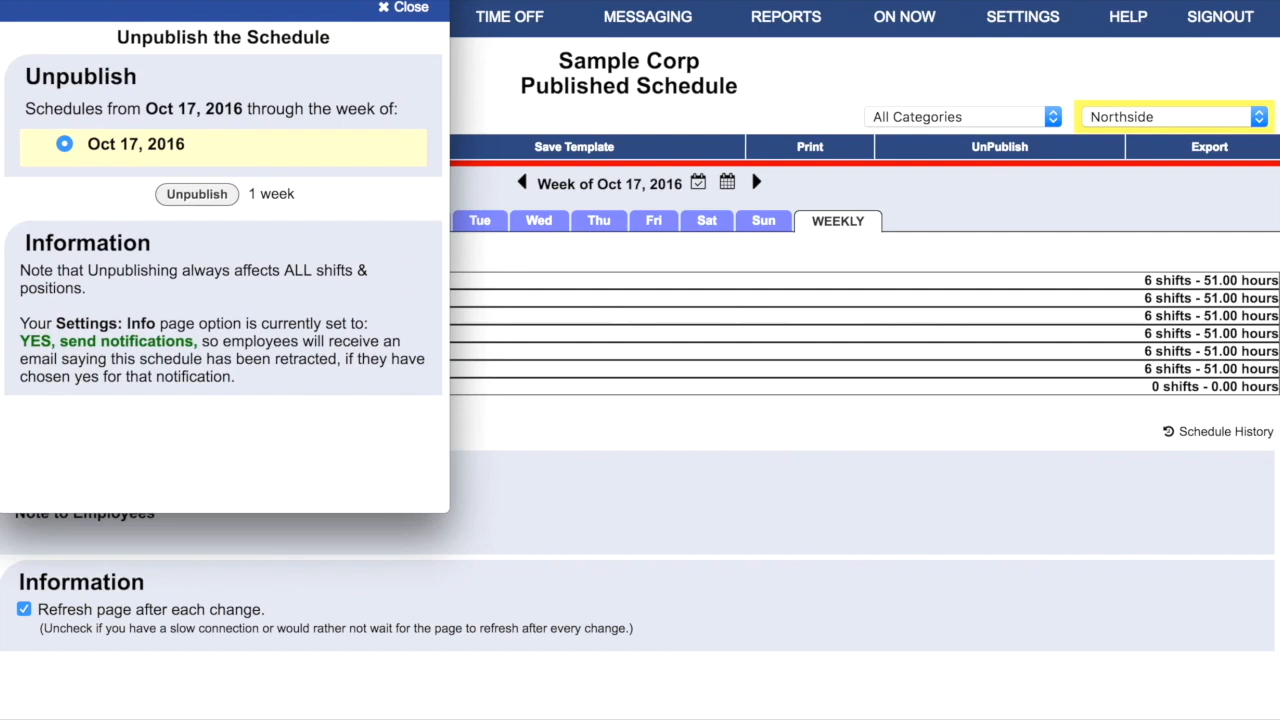 ✖ Close
Unpublish the Schedule
Unpublish
Schedules from Oct 17, 2016 through the week of:
Oct 17, 2016
Unpublish 1 week
Information
Note that Unpublishing always affects ALL shifts &
positions.
Your Settings: Info page option is currently set to:
YES, send notifications, so employees will receive an
email saying this schedule has been retracted, if they have
chosen yes for that notification.
TIME OFF MESSAGING REPORTS ON NOW SETTINGS HELP SIGNOUT
Sample Corp
Published Schedule
All Categories Northside
Save Template Print UnPublish Export
Week of Oct 17, 2016
Tue Wed Thu Fri Sat Sun WEEKLY
6 shifts - 51.00 hours
6 shifts - 51.00 hours
6 shifts - 51.00 hours
6 shifts - 51.00 hours
6 shifts - 51.00 hours
6 shifts - 51.00 hours
0 shifts - 0.00 hours
Schedule History
Note to Employees
Information
Refresh page after each change.
(Uncheck if you have a slow connection or would rather not wait for the page to refresh after every change.)